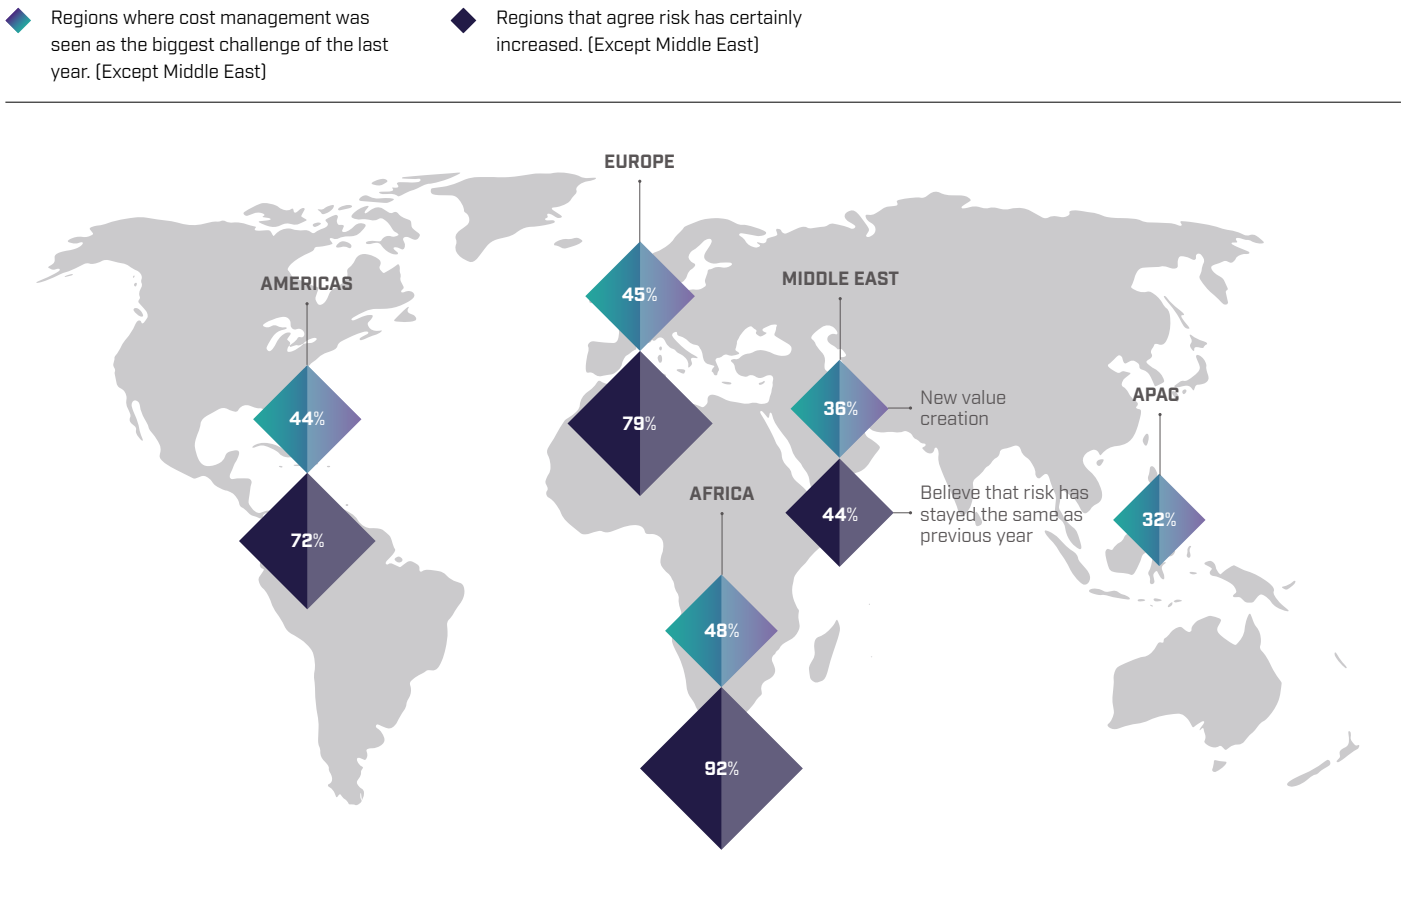 Regions where cost management was
seen as the biggest challenge of the last
year. (Except Middle East)
Regions that agree risk has certainly
increased. (Except Middle East)
EUROPE
45%
79%
AMERICAS
44%
72%
MIDDLE EAST
36%
New value
creation
44%
Believe that risk has
stayed the same as
previous year
APAC
32%
AFRICA
48%
92%